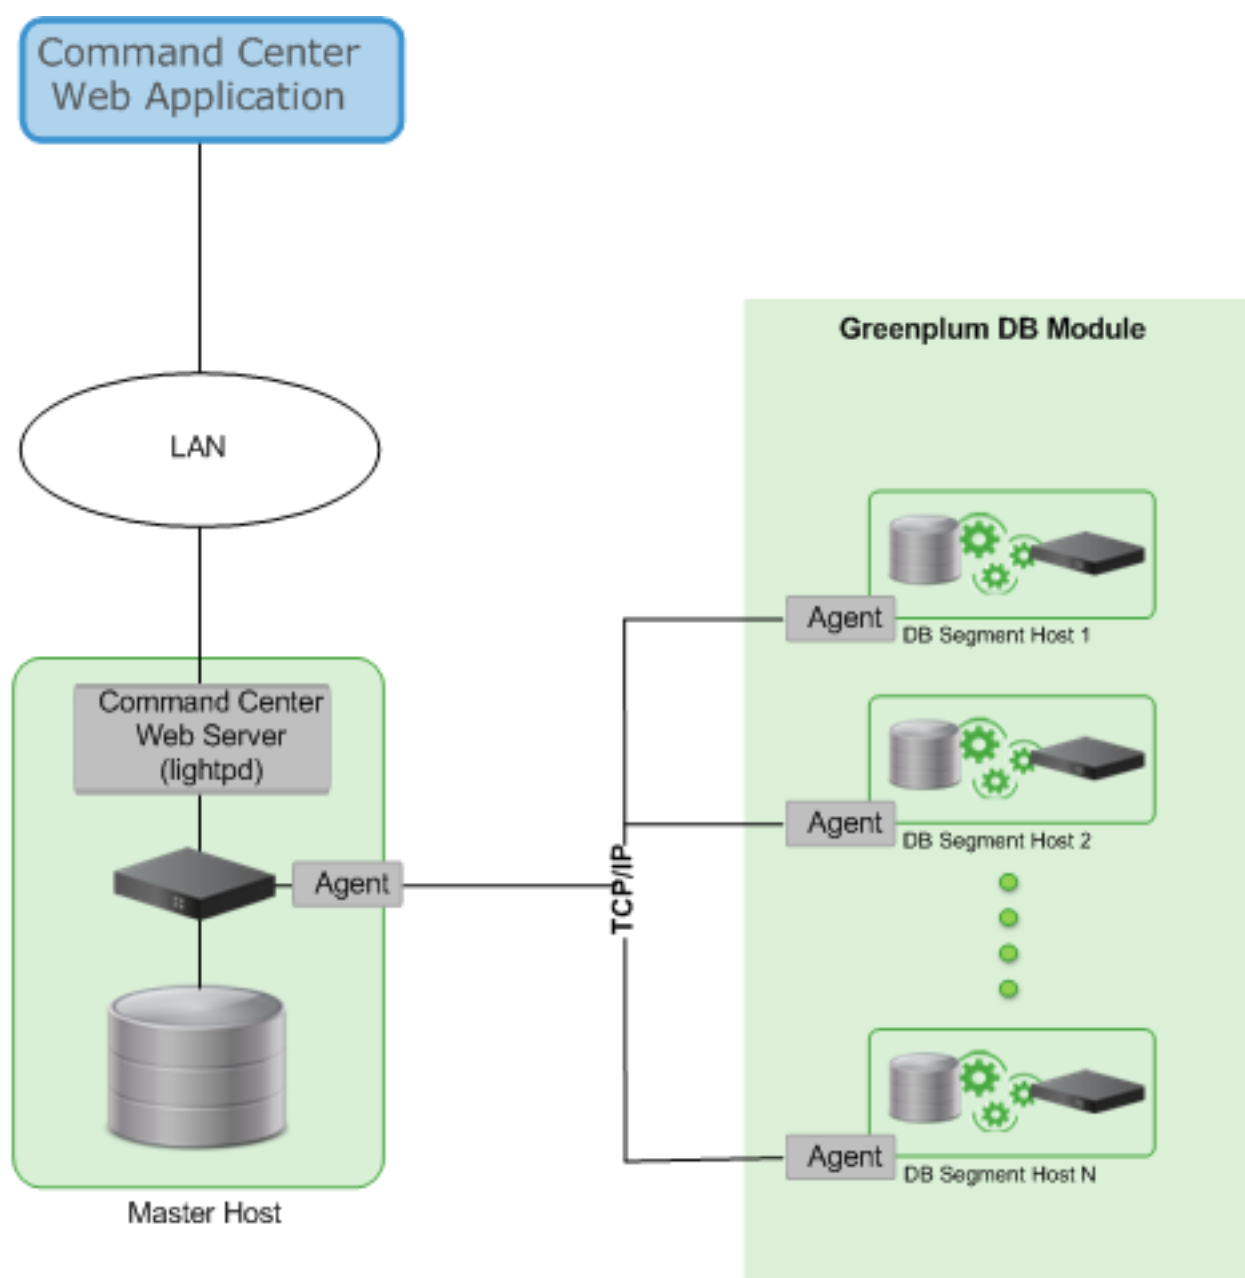 Command Center
Web Application
LAN
Command Center
Web Server
(lightpd)
Agent
Master Host
TCP/IP
Greenplum DB Module
Agent
DB Segment Host 1
Agent
DB Segment Host 2
Agent
DB Segment Host N